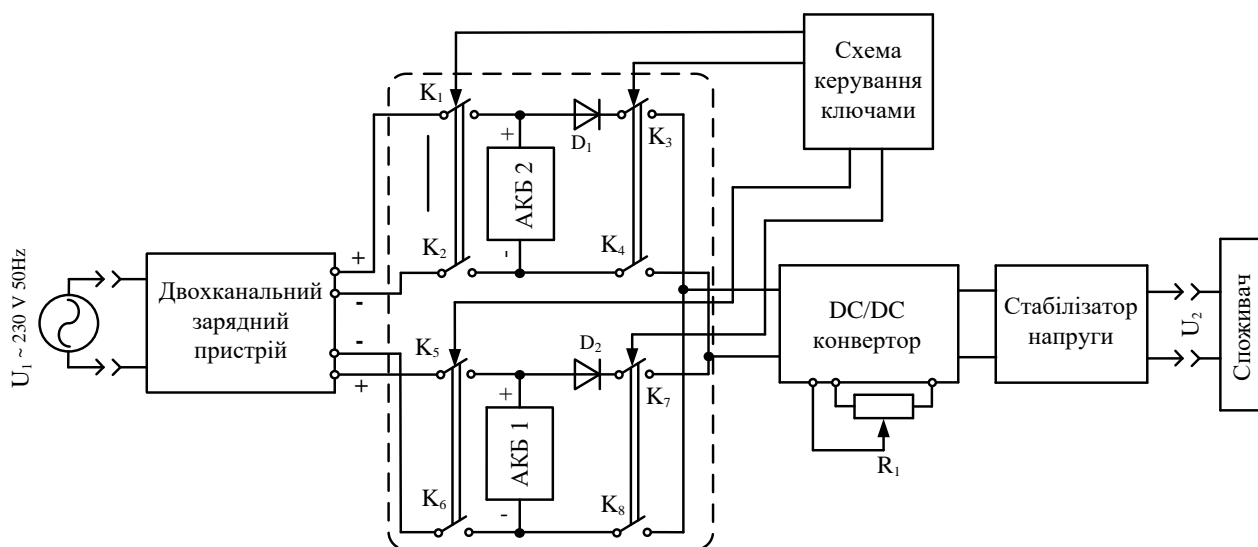 U1 ~ 230 V 50Hz
Двохканальний
зарядний
пристрій
+
-
-
+
K1
K2
+
АКБ 2
-
D1
K3
K4
Схема
керування
ключами
K5
K6
+
АКБ 1
-
D2
K7
K8
DC/DC
конвертор
R1
Стабілізатор
напруги
U2
Споживач